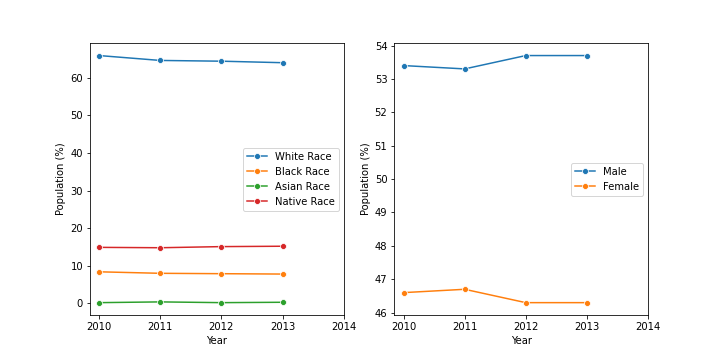 60
50
40
30
20
10
0
Population (%)
White Race
Black Race
Asian Race
Native Race
2010 2011 2012 2013 2014
Year
54
53
52
51
50
49
48
47
46
Population (%)
Male
Female
2010 2011 2012 2013 2014
Year